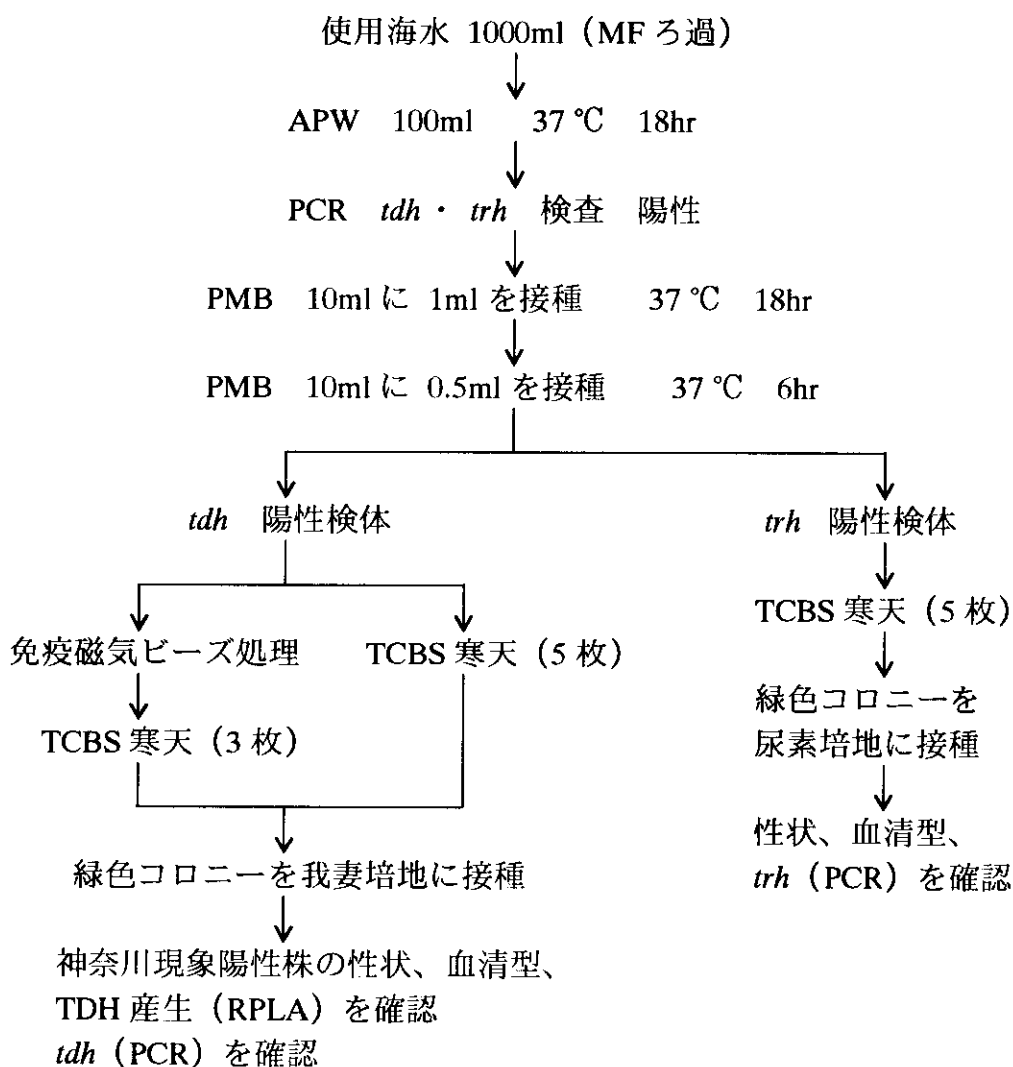 使用海水 1000ml（MF ろ過）
APW 100ml 37 ℃ 18hr
PCR tdh・trh 検査 陽性
PMB 10ml に 1ml を接種 37 ℃ 18hr
PMB 10ml に 0.5ml を接種 37 ℃ 6hr
tdh 陽性検体
免疫磁気ビーズ処理
TCBS 寒天（3 枚）
TCBS 寒天（5 枚）
緑色コロニーを我妻培地に接種
神奈川現象陽性株の性状、血清型、
TDH 産生（RPLA）を確認
tdh（PCR）を確認
trh 陽性検体
TCBS 寒天（5 枚）
緑色コロニーを
尿素培地に接種
性状、血清型、
trh（PCR）を確認